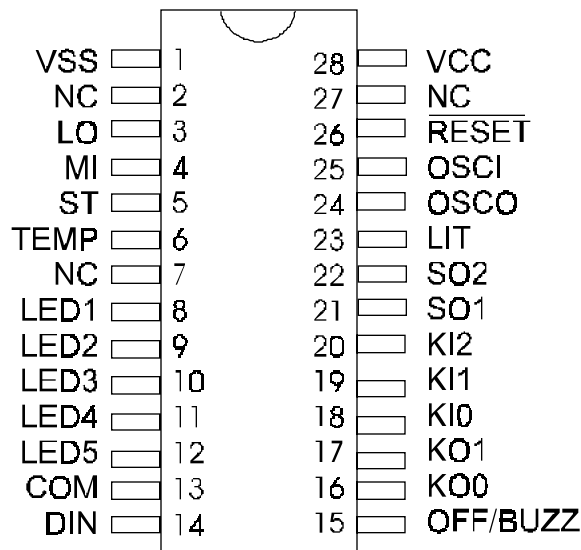 VSS 1 28 VCC
NC 2 27 NC
LO 3 26 RESET
MI 4 25 OSCI
ST 5 24 OSCO
TEMP 6 23 LIT
NC 7 22 SO2
LED1 8 21 SO1
LED2 9 20 KI2
LED3 10 19 KI1
LED4 11 18 KI0
LED5 12 17 KO1
COM 13 16 KO0
DIN 14 15 OFF/BUZZ